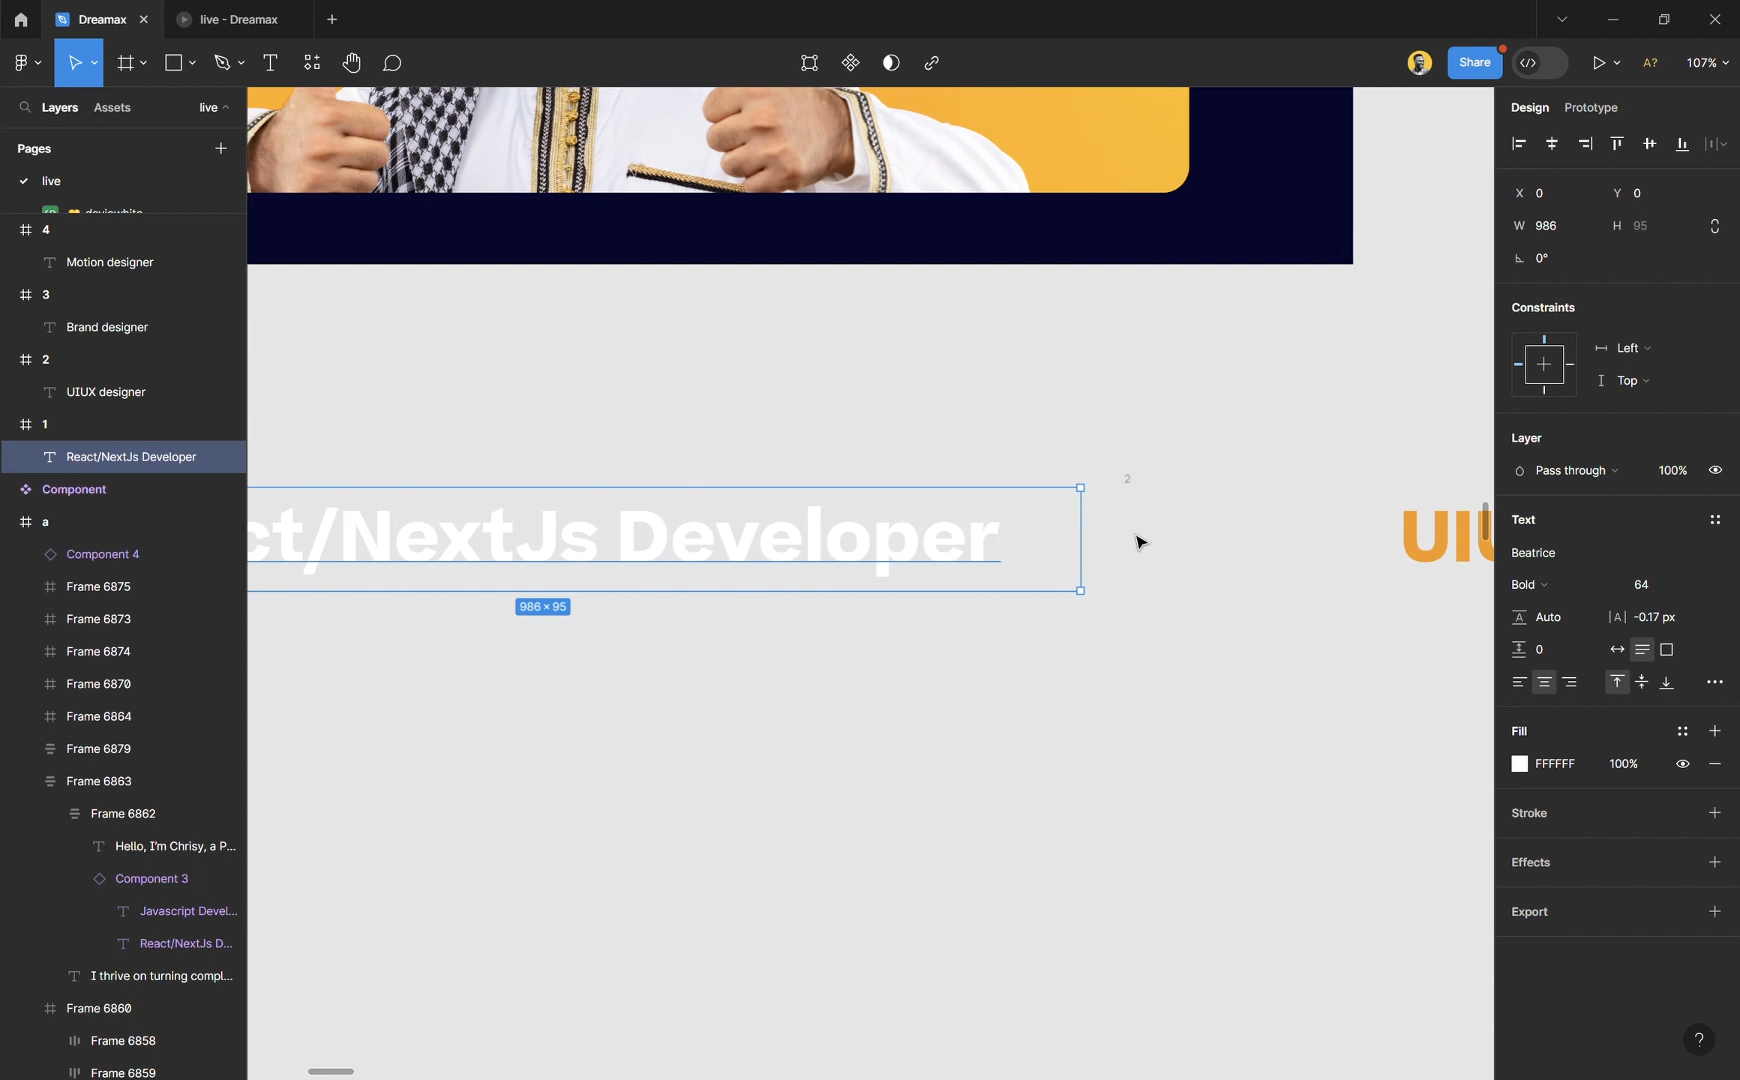 Dreamax
live - Dreamax
Share
A?
107%
Layers
Assets
live
Design
Prototype
Pages
live
X 0
Y 0
W 986
H 95
0°
4
Motion designer
3
Brand designer
2
UIUX designer
1
React/NextJs Developer
Component
a
Component 4
Frame 6875
Frame 6873
Frame 6874
Frame 6870
Frame 6864
Frame 6879
Frame 6863
Frame 6862
Hello, I'm Chrisy, a P...
Component 3
Javascript Devel...
React/NextJs D...
I thrive on turning compl...
Frame 6860
Frame 6858
Frame 6859
2
ct/NextJs Developer
UIU
986 × 95
Constraints
Left
Top
Layer
Pass through
100%
Text
Beatrice
Bold
64
Auto
|A| -0.17 px
0
Fill
FFFFFF
100%
Stroke
Effects
Export
?